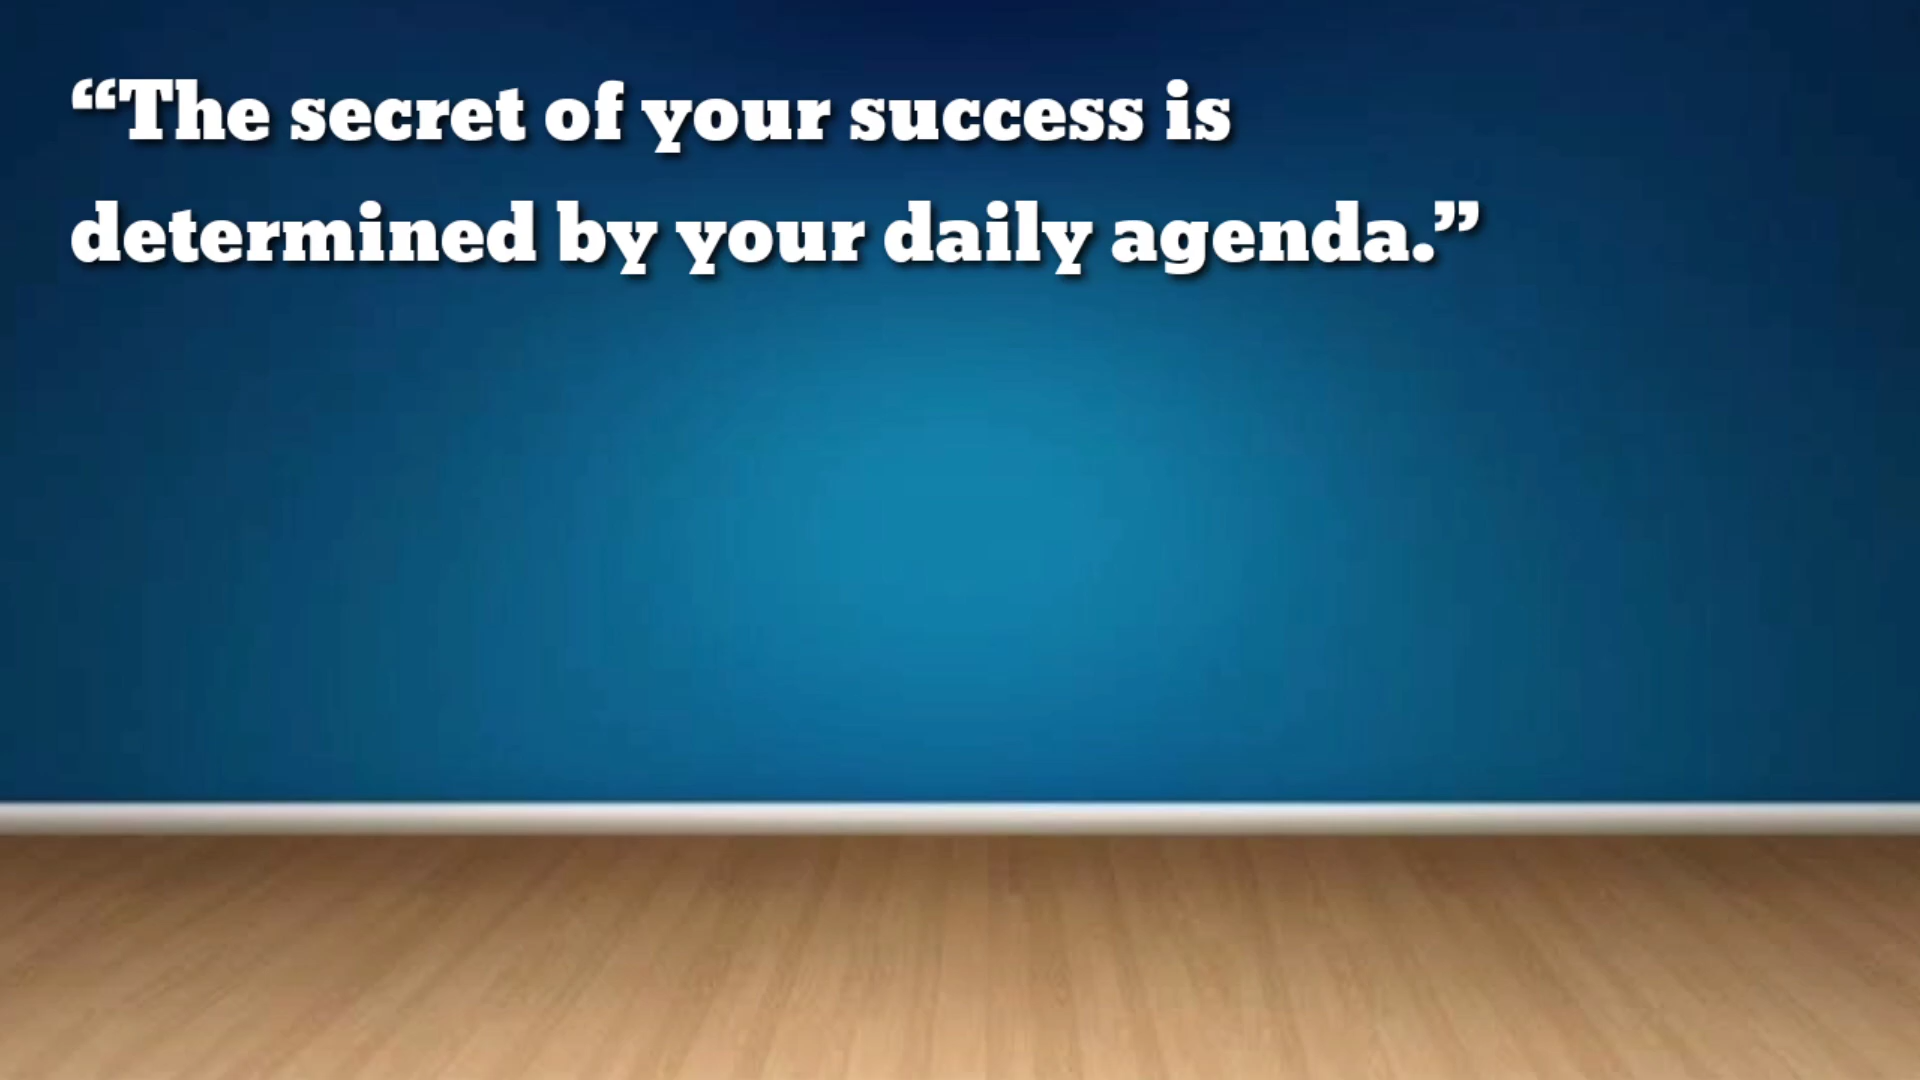 “The secret of your success is
determined by your daily agenda.”